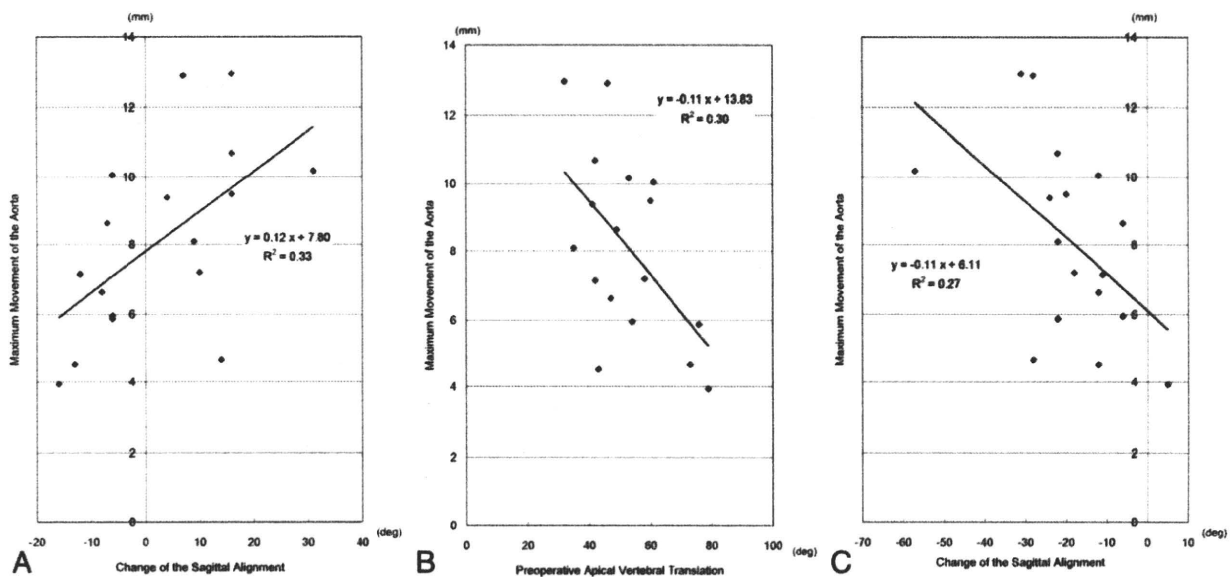 (mm)
14
12
10
8
6
4
2
0
Maximum Movement of the Aorta
y = 0.12 x + 7.80
R² = 0.33
-20 -10 0 10 20 30 40
(deg)
A
Change of the Sagittal Alignment
(mm)
14
12
10
8
6
4
2
0
Maximum Movement of the Aorta
y = -0.11 x + 13.83
R² = 0.30
0 20 40 60 80 100
(deg)
B
Preoperative Apical Vertebral Translation
(mm)
14
12
10
8
6
4
2
0
Maximum Movement of the Aorta
y = -0.11 x + 6.11
R² = 0.27
-70 -60 -50 -40 -30 -20 -10 0 10
(deg)
C
Change of the Sagittal Alignment